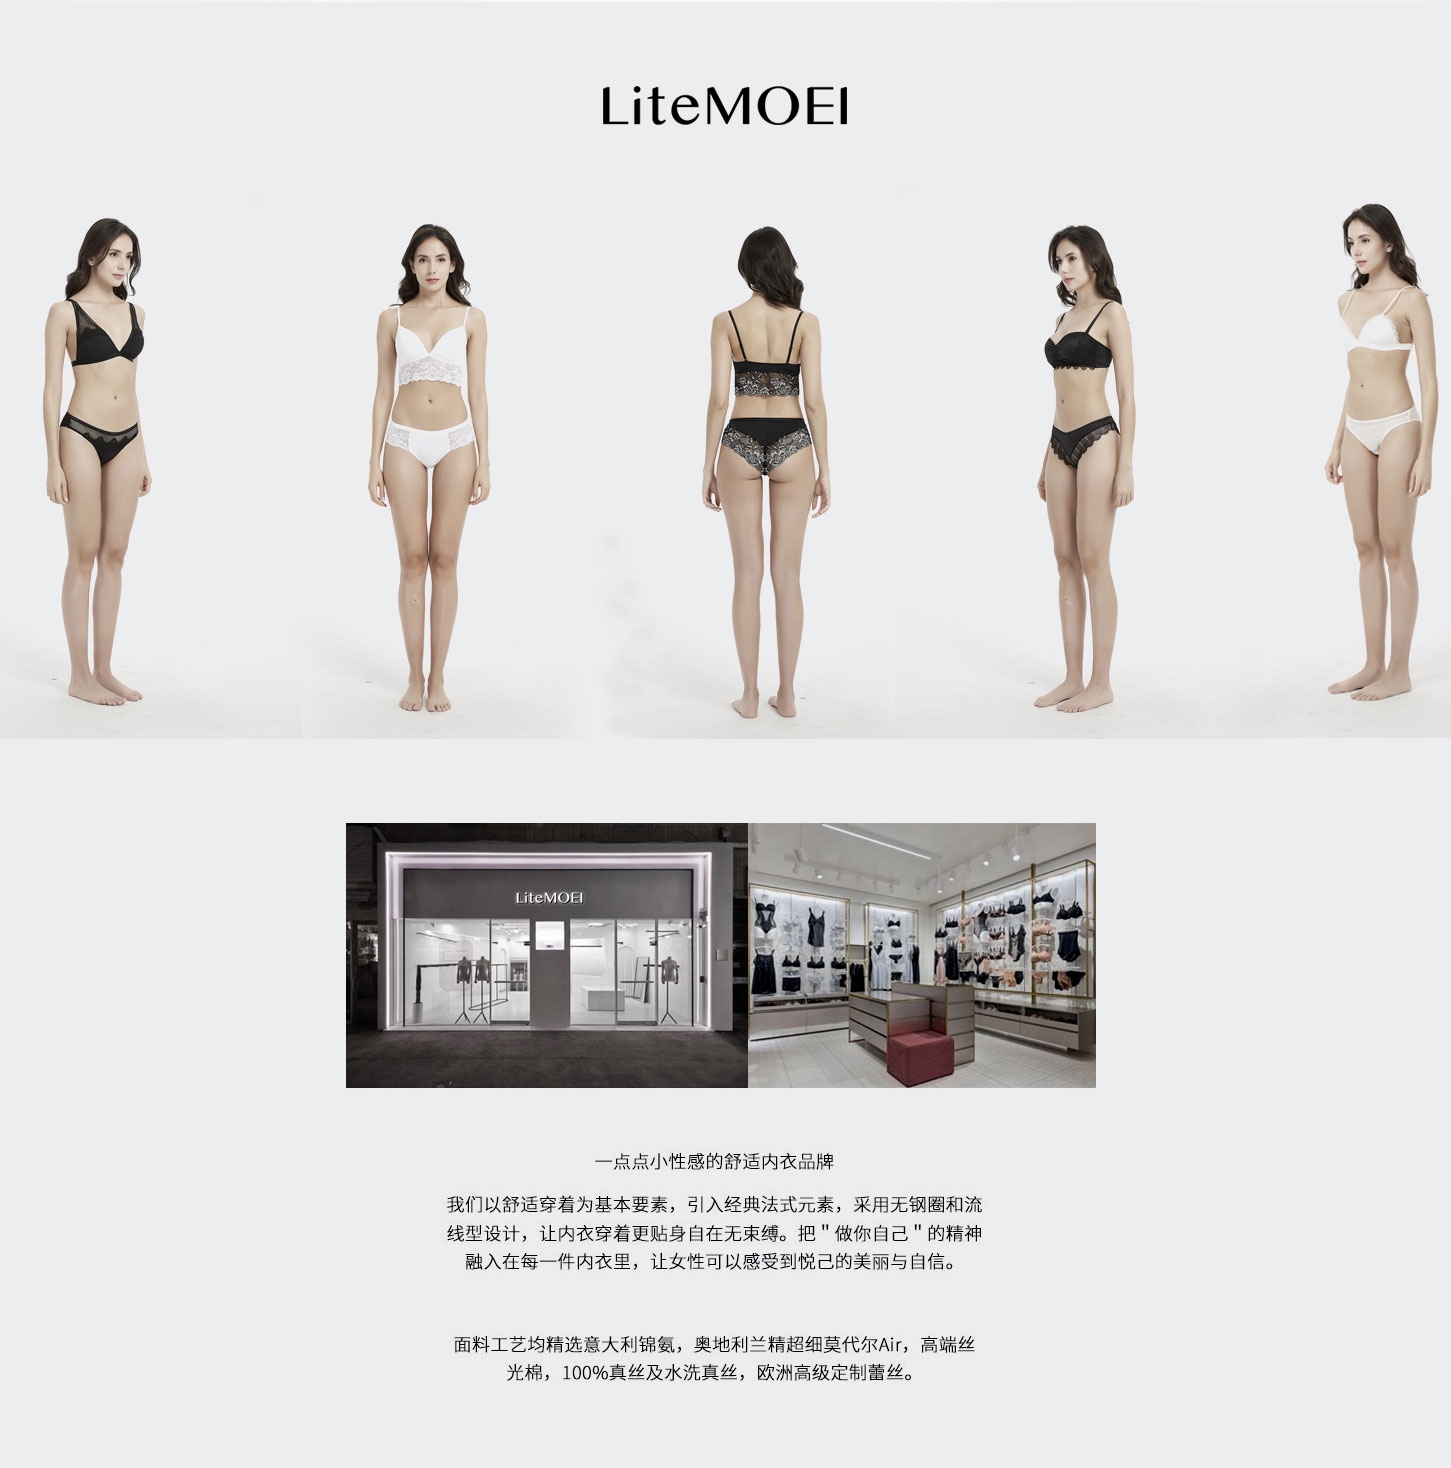 LiteMOEI
LiteMOEI
一点点小性感的舒适内衣品牌
我们以舒适穿着为基本要素，引入经典法式元素，采用无钢圈和流
线型设计，让内衣穿着更贴身自在无束缚。把＂做你自己＂的精神
融入在每一件内衣里，让女性可以感受到悦己的美丽与自信。
面料工艺均精选意大利锦氨，奥地利兰精超细莫代尔Air，高端丝
光棉，100%真丝及水洗真丝，欧洲高级定制蕾丝。